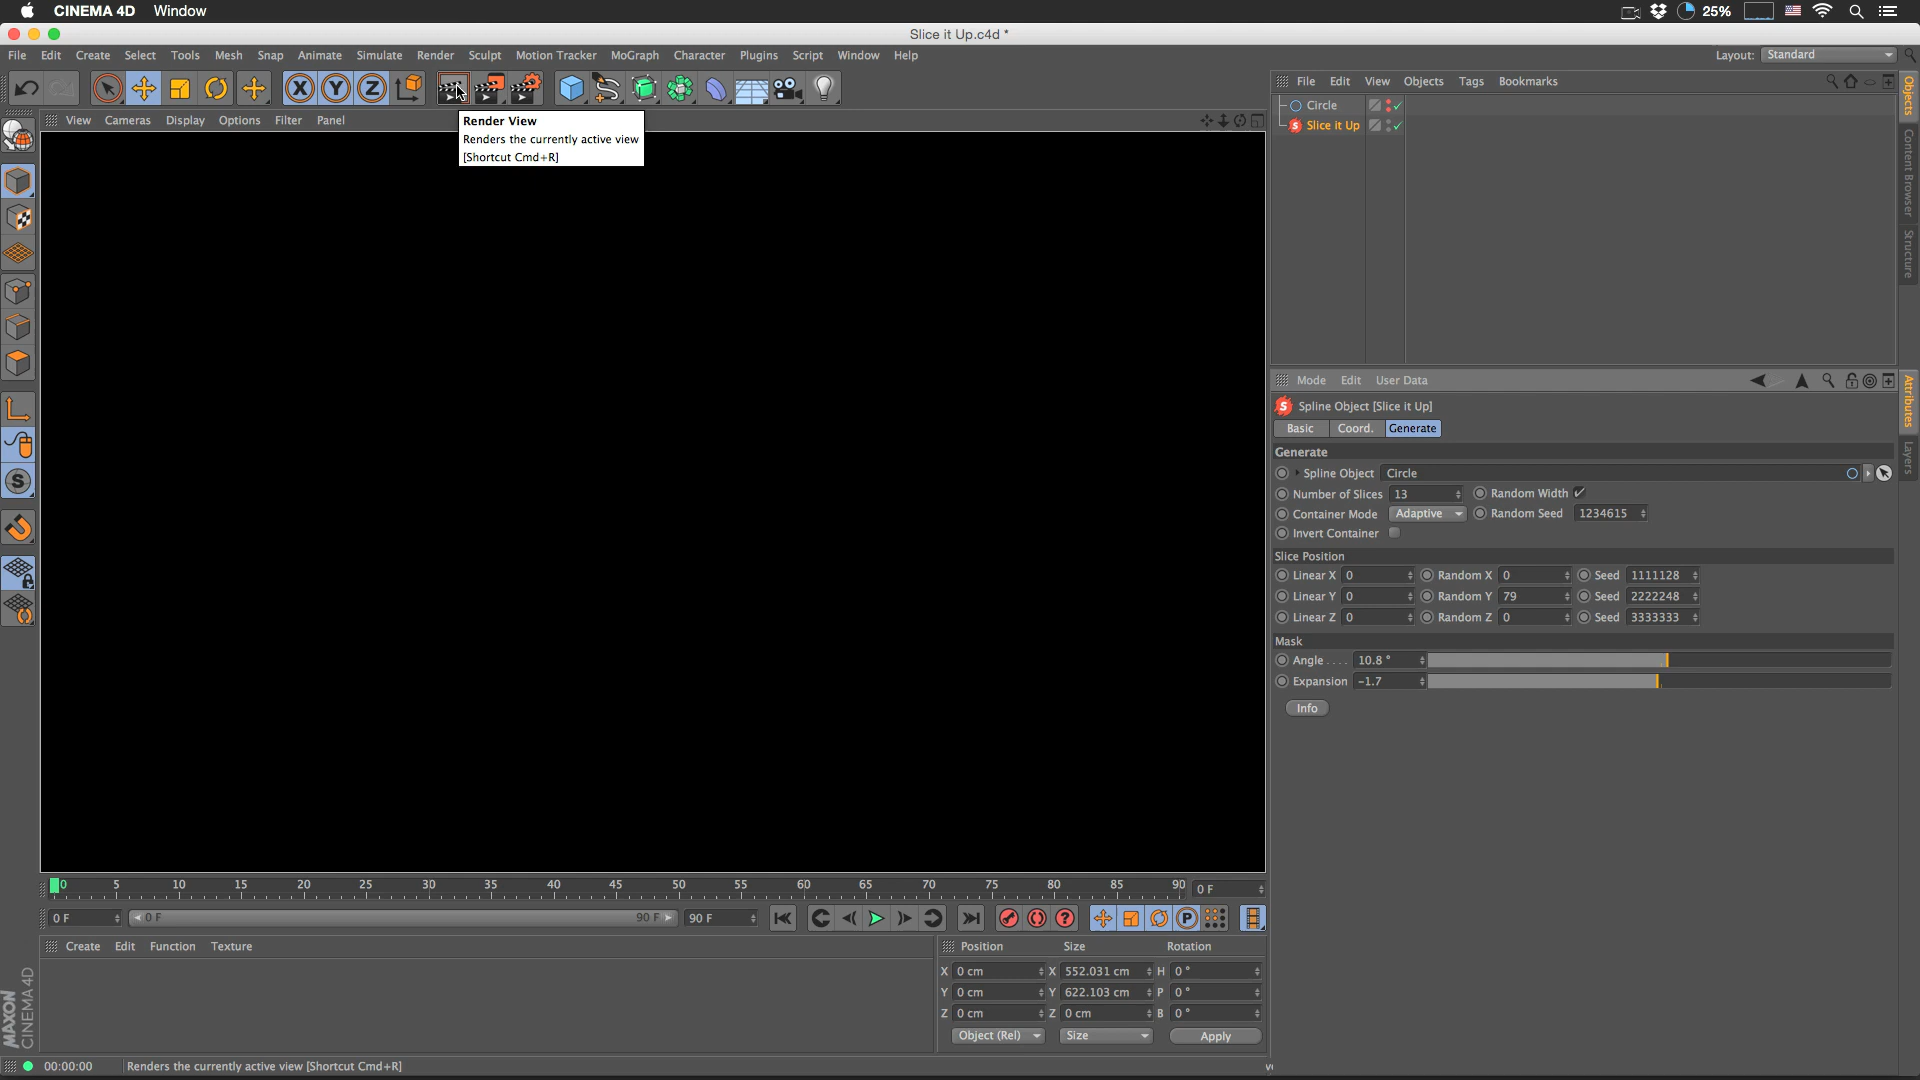 CINEMA 4D Window 25%
Slice it Up.c4d *
File Edit Create Select Tools Mesh Snap Animate Simulate Render Sculpt Motion Tracker MoGraph Character Plugins Script Window Help Layout: Standard
X Y Z
File Edit View Objects Tags Bookmarks
View Cameras Display Options Filter Panel
Render View
Renders the currently active view
[Shortcut Cmd+R]
Circle
Slice it Up
Objects
Content Browser
Structure
Mode Edit User Data
Spline Object [Slice it Up]
Basic Coord. Generate
Generate
Spline Object Circle
Number of Slices 13 Random Width
Container Mode Adaptive Random Seed 1234615
Invert Container
Slice Position
Linear X 0 Random X 0 Seed 1111128
Linear Y 0 Random Y 79 Seed 2222248
Linear Z 0 Random Z 0 Seed 3333333
Mask
Angle . . . . 10.8 °
Expansion -1.7
Info
Attributes
Layers
0 5 10 15 20 25 30 35 40 45 50 55 60 65 70 75 80 85 90 0 F
0 F 0 F 90 F 90 F
Create Edit Function Texture
Position Size Rotation
X 0 cm X 552.031 cm H 0 °
Y 0 cm Y 622.103 cm P 0 °
Z 0 cm Z 0 cm B 0 °
Object (Rel) Size Apply
MAXON
CINEMA 4D
00:00:00 Renders the currently active view [Shortcut Cmd+R]